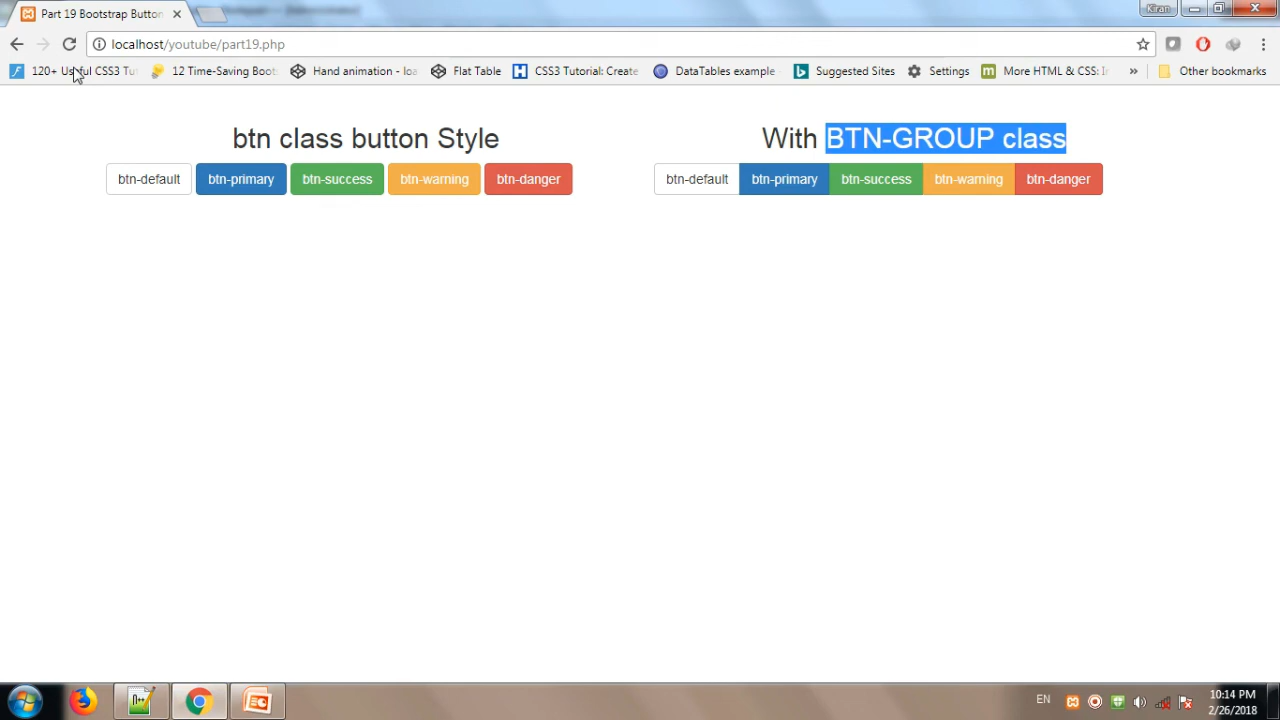 Part 19 Bootstrap Button
Kiran
localhost/youtube/part19.php
120+ Useful CSS3 Tu
12 Time-Saving Boot
Hand animation - loa
Flat Table
CSS3 Tutorial: Create
DataTables example
Suggested Sites
Settings
More HTML & CSS: I
»
Other bookmarks
btn class button Style
With BTN-GROUP class
btn-default btn-primary btn-success btn-warning btn-danger
btn-default btn-primary btn-success btn-warning btn-danger
EN
10:14 PM
2/26/2018